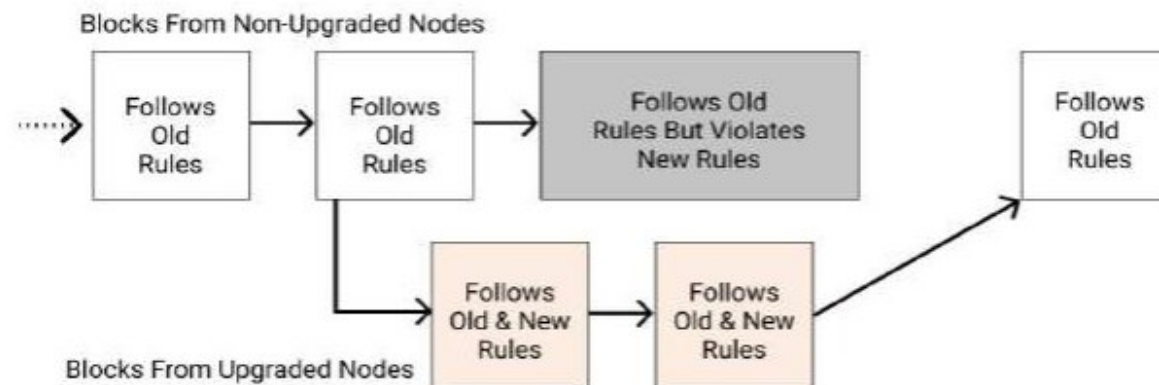 Blocks From Non-Upgraded Nodes
Follows
Old
Rules
Follows
Old
Rules
Follows Old
Rules But Violates
New Rules
Follows
Old
Rules
Follows
Old & New
Rules
Follows
Old & New
Rules
Blocks From Upgraded Nodes